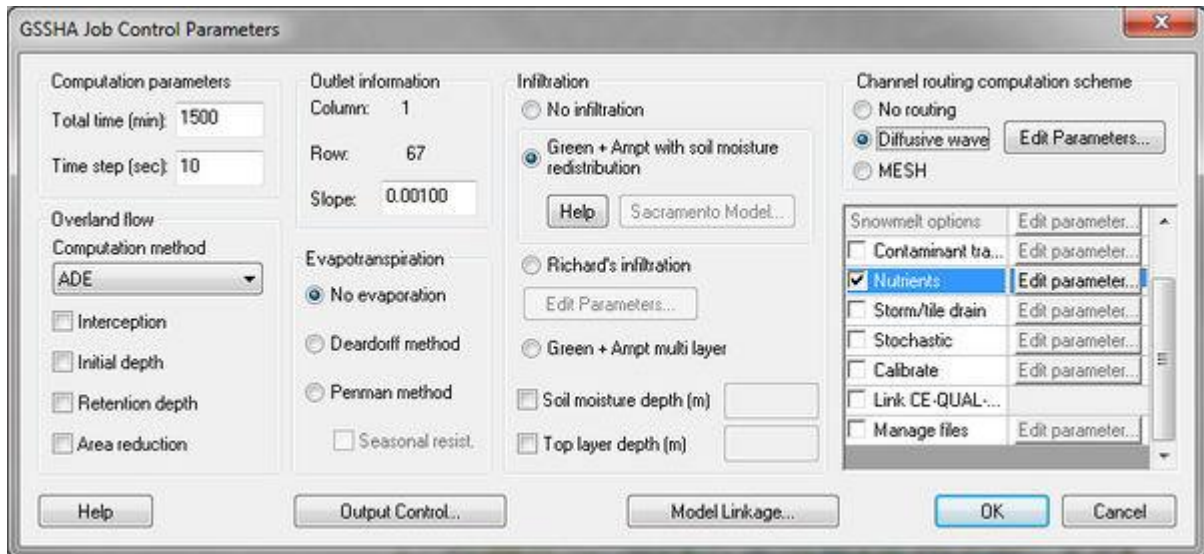 GSSHA Job Control Parameters
Computation parameters
Total time (min): 1500
Time step (sec): 10
Overland flow
Computation method
ADE
Interception
Initial depth
Retention depth
Area reduction
Outlet information
Column: 1
Row: 67
Slope: 0.00100
Evapotranspiration
No evaporation
Deardorff method
Penman method
Seasonal resist.
Infiltration
No infiltration
Green + Ampt with soil moisture
redistribution
Help Sacramento Model...
Richard's infiltration
Edit Parameters...
Green + Ampt multi layer
Soil moisture depth (m)
Top layer depth (m)
Channel routing computation scheme
No routing
Diffusive wave Edit Parameters...
MESH
Snowmelt options Edit parameter...
Contaminant tra... Edit parameter...
Nutrients Edit parameter...
Storm/tile drain Edit parameter...
Stochastic Edit parameter...
Calibrate Edit parameter...
Link CE-QUAL-...
Manage files Edit parameter...
Help Output Control... Model Linkage... OK Cancel